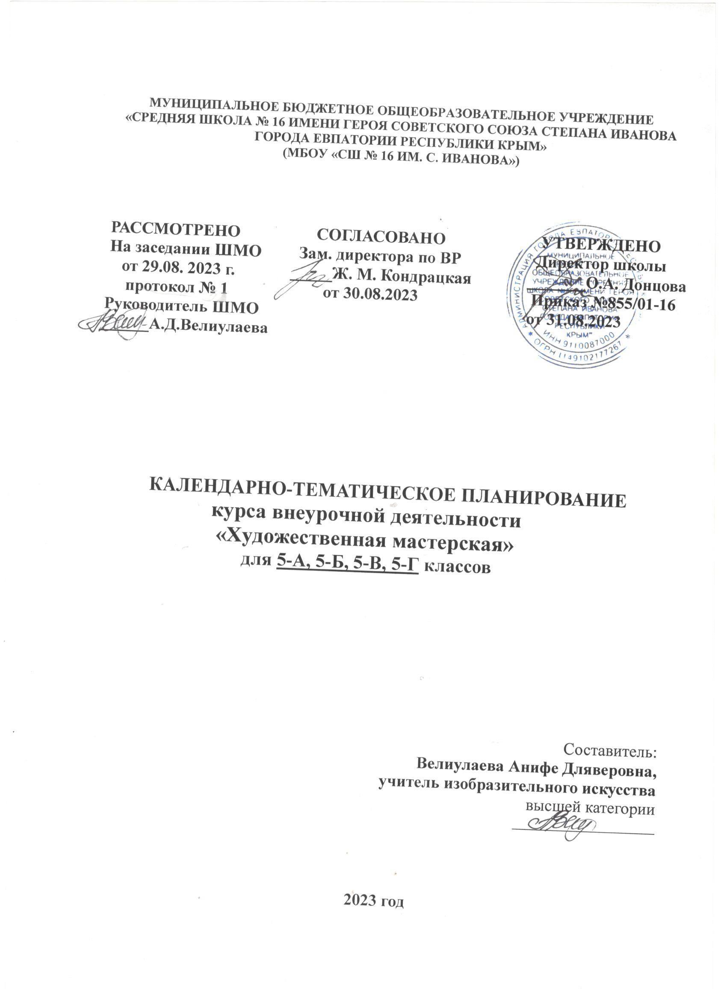 МУНИЦИПАЛЬНОЕ БЮДЖЕТНОЕ ОБЩЕОБРАЗОВАТЕЛЬНОЕ УЧРЕЖДЕНИЕ
«СРЕДНЯЯ ШКОЛА № 16 ИМЕНИ ГЕРОЯ СОВЕТСКОГО СОЮЗА СТЕПАНА ИВАНОВА
ГОРОДА ЕВПАТОРИИ РЕСПУБЛИКИ КРЫМ»
(МБОУ «СШ № 16 ИМ. С. ИВАНОВА»)
РАССМОТРЕНО
На заседании ШМО
от 29.08. 2023 г.
протокол № 1
Руководитель ШМО
А.Д.Велиулаева
СОГЛАСОВАНО
Зам. директора по ВР
Ж. М. Кондрацкая
от 30.08.2023
УТВЕРЖДЕНО
Директор школы
О.А. Донцова
Приказ №855/01-16
от 31.08.2023
АДМИНИСТРАЦИЯ ГОРОДА ЕВПАТОРИИ
МУНИЦИПАЛЬНОЕ
ОБЩЕОБРАЗОВАТЕЛЬНОЕ
УЧРЕЖДЕНИЕ
ШКОЛА ИМЕНИ ГЕРОЯ
СТЕПАНА ИВАНОВА
РЕСПУБЛИКИ
КРЫМ"
ИНН 9110087000
ОГРН 1149102177267
КАЛЕНДАРНО-ТЕМАТИЧЕСКОЕ ПЛАНИРОВАНИЕ
курса внеурочной деятельности
«Художественная мастерская»
для 5-А, 5-Б, 5-В, 5-Г классов
Составитель:
Велиулаева Анифе Дляверовна,
учитель изобразительного искусства
высшей категории
2023 год